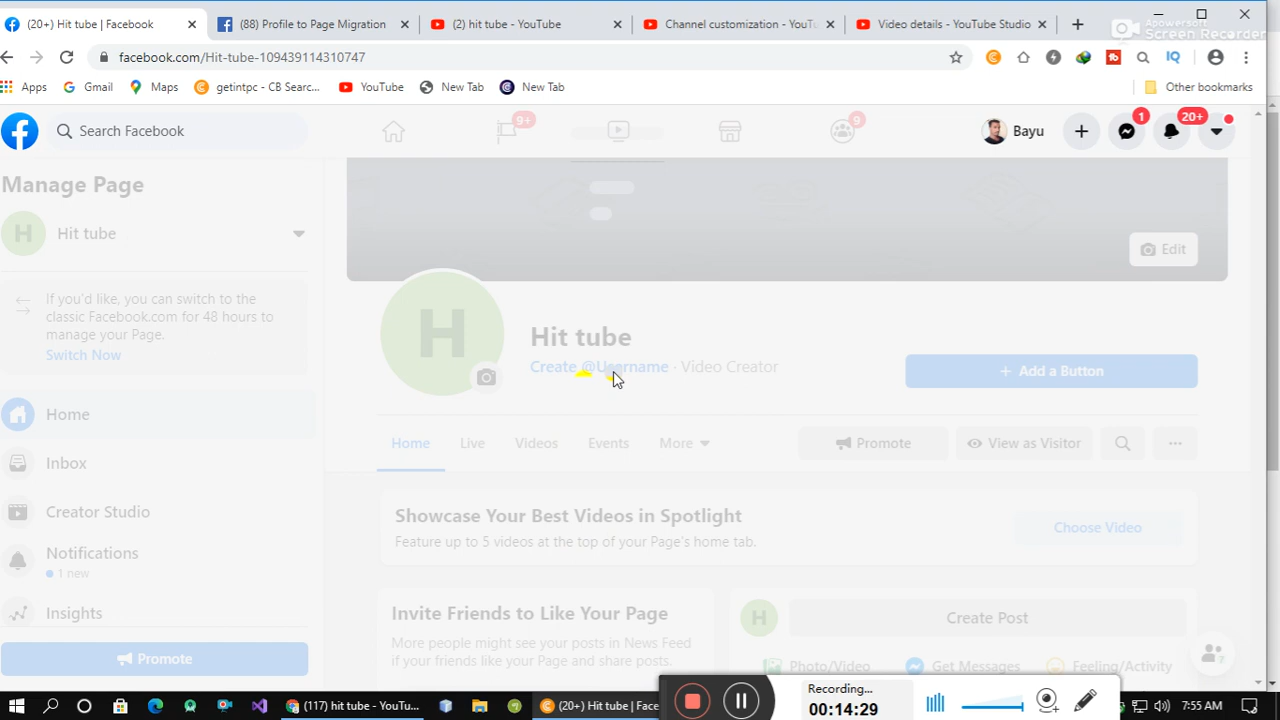 (20+) Hit tube | Facebook
(88) Profile to Page Migration
(2) hit tube - YouTube
Channel customization - YouTu
Video details - YouTube Studio
Apowersoft
Screen Recorder
facebook.com/Hit-tube-109439114310747
Apps
Gmail
Maps
getintpc - CB Searc...
YouTube
New Tab
New Tab
Other bookmarks
Search Facebook
9+
9
Bayu
1
20+
Manage Page
H
Hit tube
If you'd like, you can switch to the
classic Facebook.com for 48 hours to
manage your Page.
Switch Now
Home
Inbox
Creator Studio
Notifications
1 new
Insights
Promote
Edit
H
Hit tube
Create @Username · Video Creator
+ Add a Button
Home
Live
Videos
Events
More
Promote
View as Visitor
Showcase Your Best Videos in Spotlight
Feature up to 5 videos at the top of your Page's home tab.
Choose Video
Invite Friends to Like Your Page
More people might see your posts in News Feed
if your friends like your Page and share posts.
H
Create Post
Photo/Video
Get Messages
Feeling/Activity
Recording...
00:14:29
(117) hit tube - YouTu...
(20+) Hit tube | Face
7:55 AM